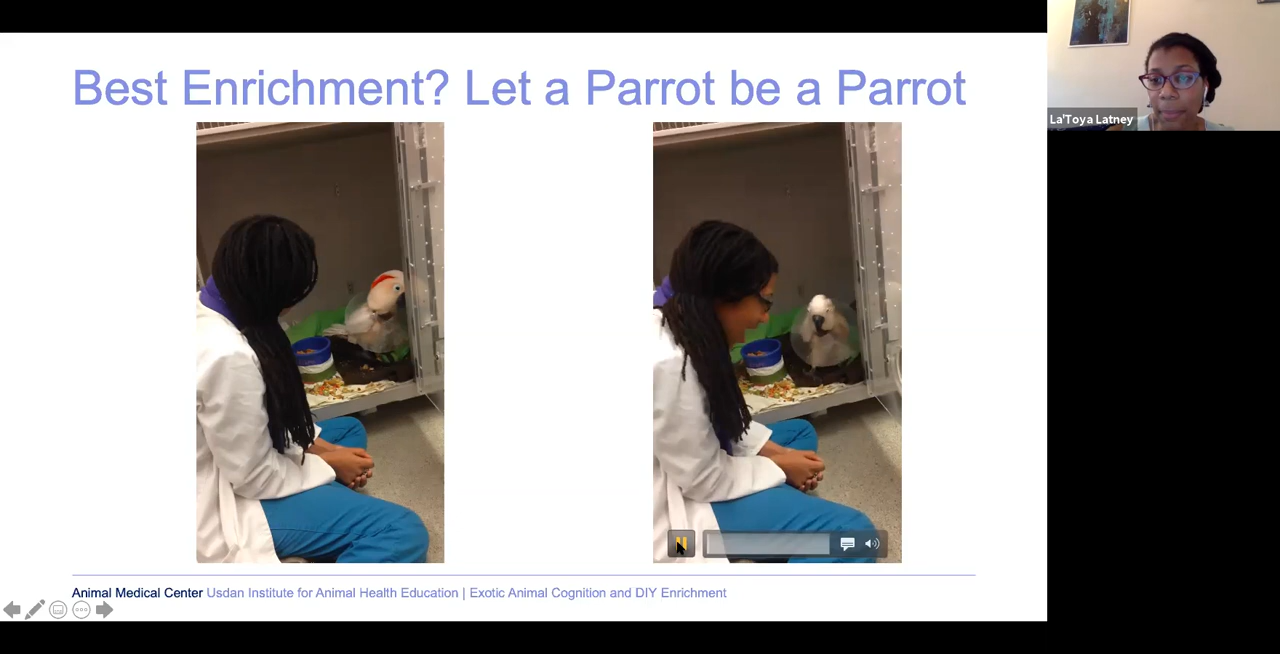 Best Enrichment? Let a Parrot be a Parrot
La'Toya Latney
Animal Medical Center Usdan Institute for Animal Health Education | Exotic Animal Cognition and DIY Enrichment